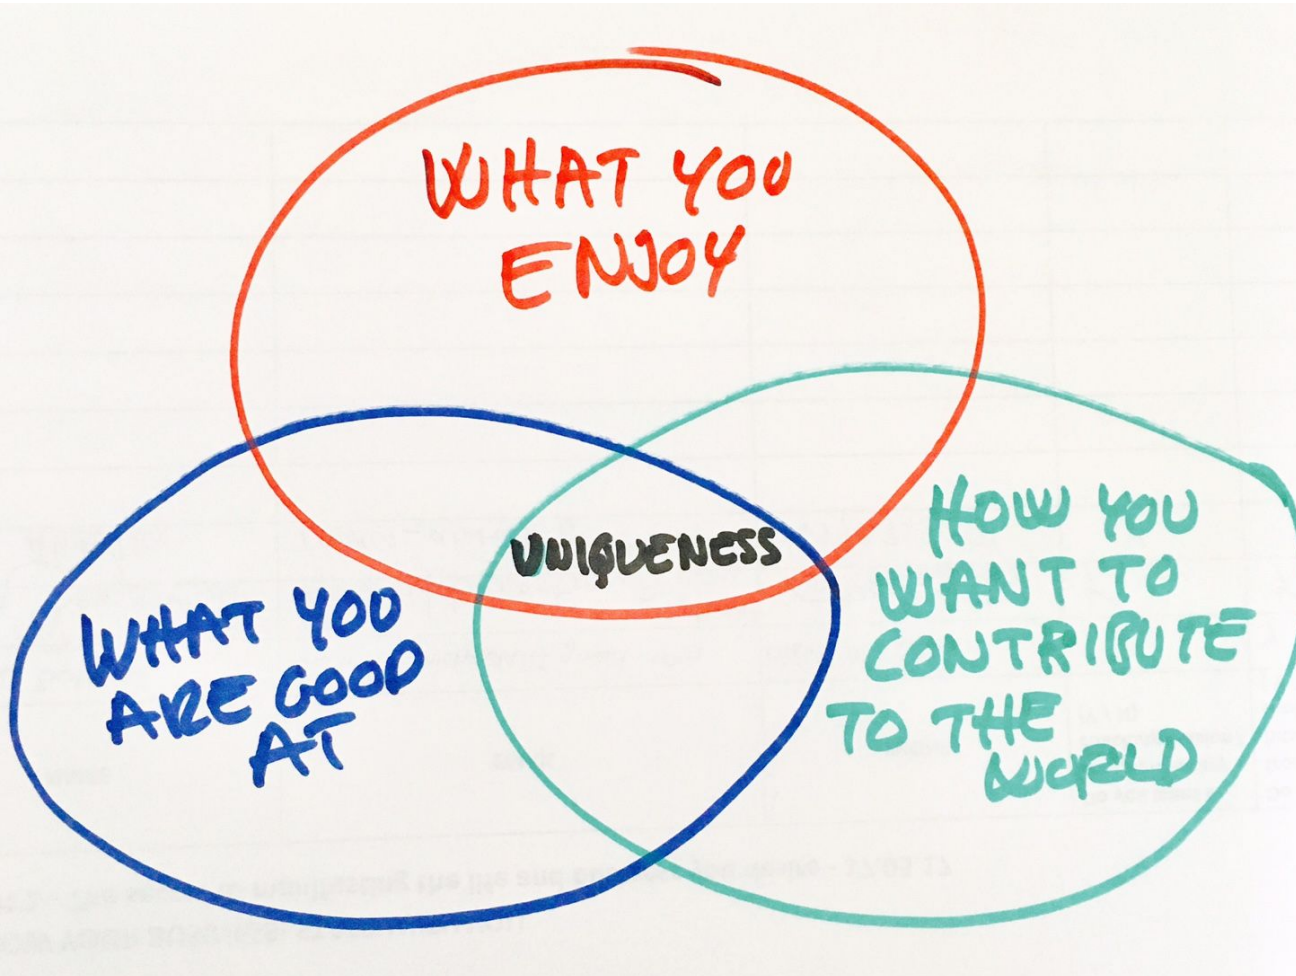 WHAT YOU
ENJOY
UNIQUENESS
WHAT YOU
ARE GOOD
AT
HOW YOU
WANT TO
CONTRIBUTE
TO THE
WORLD